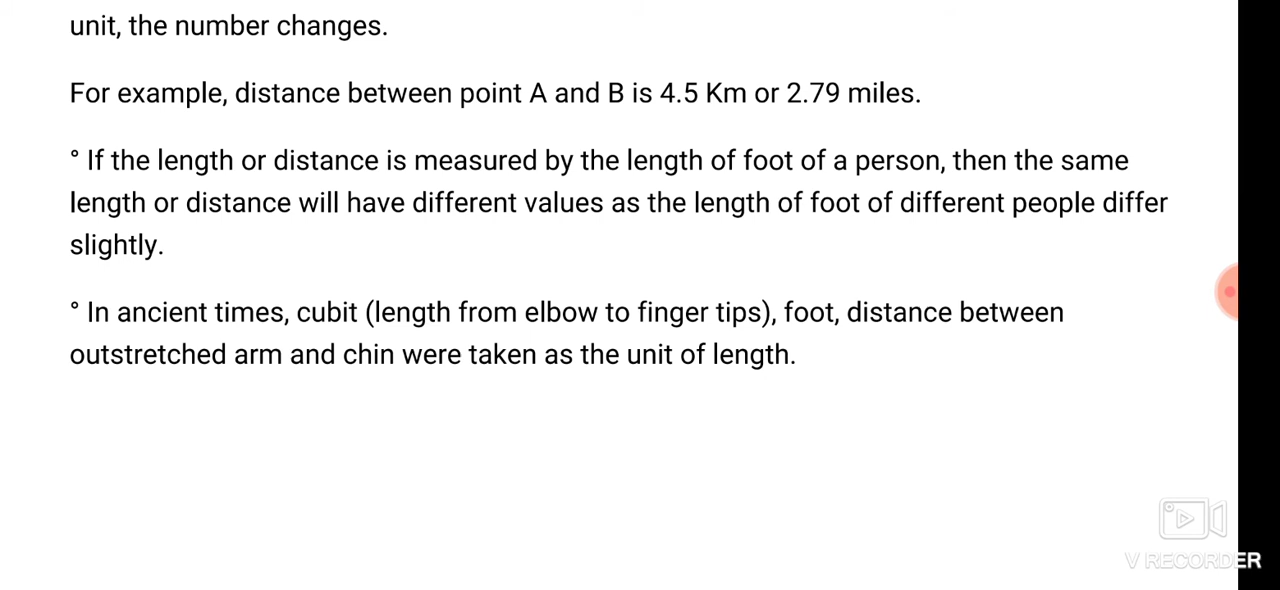 unit, the number changes.
For example, distance between point A and B is 4.5 Km or 2.79 miles.
° If the length or distance is measured by the length of foot of a person, then the same
length or distance will have different values as the length of foot of different people differ
slightly.
° In ancient times, cubit (length from elbow to finger tips), foot, distance between
outstretched arm and chin were taken as the unit of length.
V RECORDER